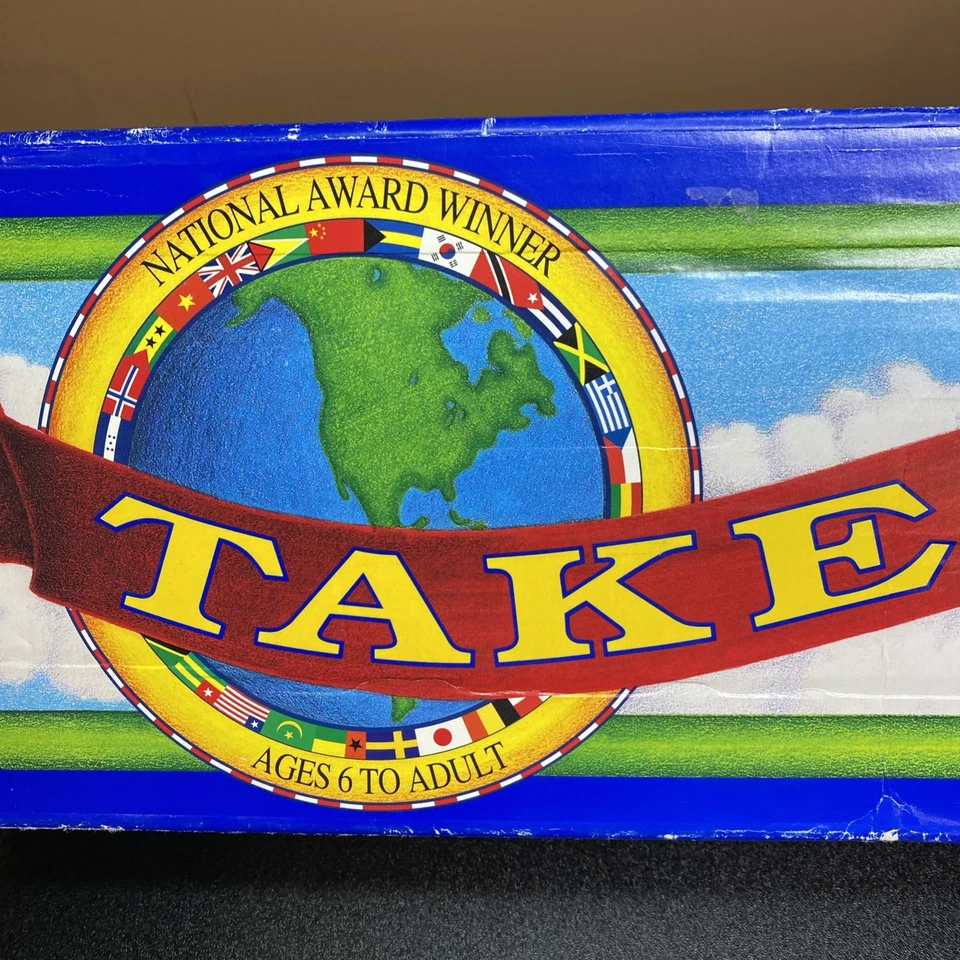 NATIONAL AWARD WINNER
TAKE
AGES 6 TO ADULT